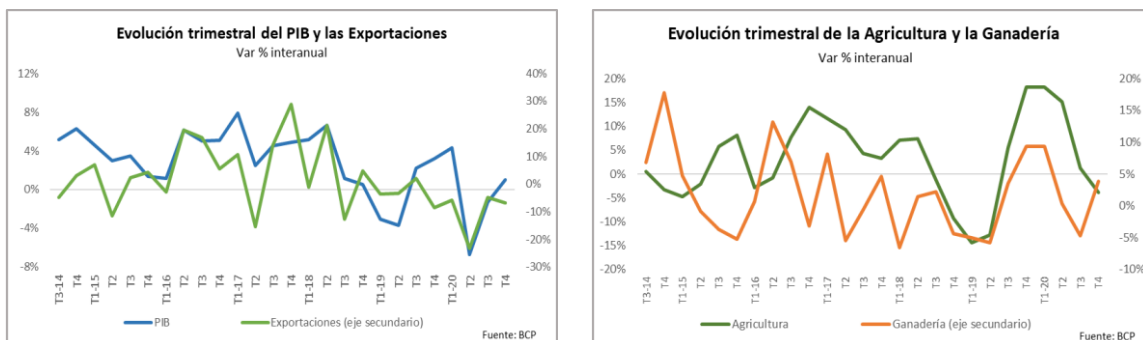 Evolución trimestral del PIB y las Exportaciones
Var % interanual
12%
8%
4%
0%
-4%
-8%
40%
30%
20%
10%
0%
-10%
-20%
-30%
T3-14
T4
T1-15
T2
T3
T4
T1-16
T2
T3
T4
T1-17
T2
T3
T4
T1-18
T2
T3
T4
T1-19
T2
T3
T4
T1-20
T2
T3
T4
PIB
Exportaciones (eje secundario)
Fuente: BCP
Evolución trimestral de la Agricultura y la Ganadería
Var % interanual
20%
15%
10%
5%
0%
-5%
-10%
-15%
-20%
20%
15%
10%
5%
0%
-5%
-10%
T3-14
T4
T1-15
T2
T3
T4
T1-16
T2
T3
T4
T1-17
T2
T3
T4
T1-18
T2
T3
T4
T1-19
T2
T3
T4
T1-20
T2
T3
T4
Agricultura
Ganadería (eje secundario)
Fuente: BCP